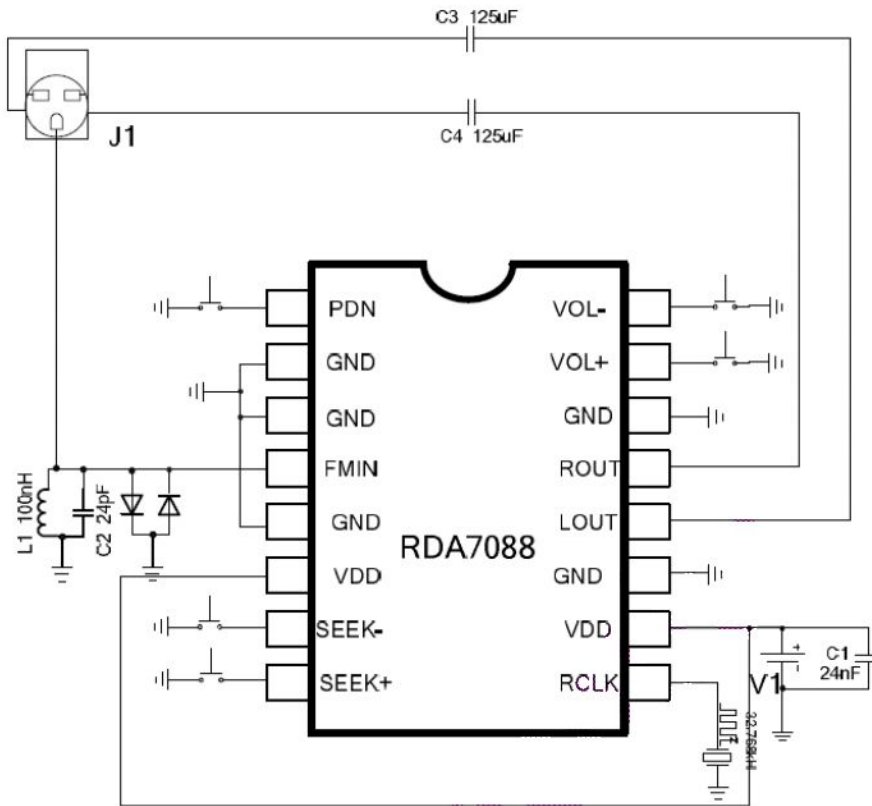 C3 125uF
J1
C4 125uF
PDN
VOL-
GND
VOL+
GND
GND
FMIN
ROUT
GND
LOUT
RDA7088
VDD
GND
SEEK-
VDD
SEEK+
RCLK
L1 100nH
C2 24pF
+
-
V1
C1
24nF